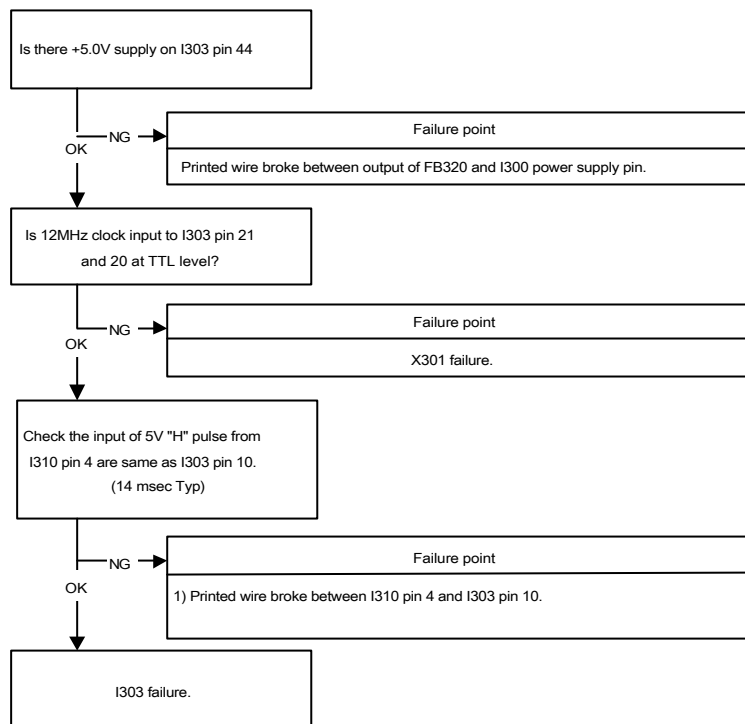 Is there +5.0V supply on I303 pin 44
NG
Failure point
OK
Printed wire broke between output of FB320 and I300 power supply pin.
Is 12MHz clock input to I303 pin 21
and 20 at TTL level?
NG
Failure point
OK
X301 failure.
Check the input of 5V "H" pulse from
I310 pin 4 are same as I303 pin 10.
(14 msec Typ)
NG
Failure point
OK
1) Printed wire broke between I310 pin 4 and I303 pin 10.
I303 failure.